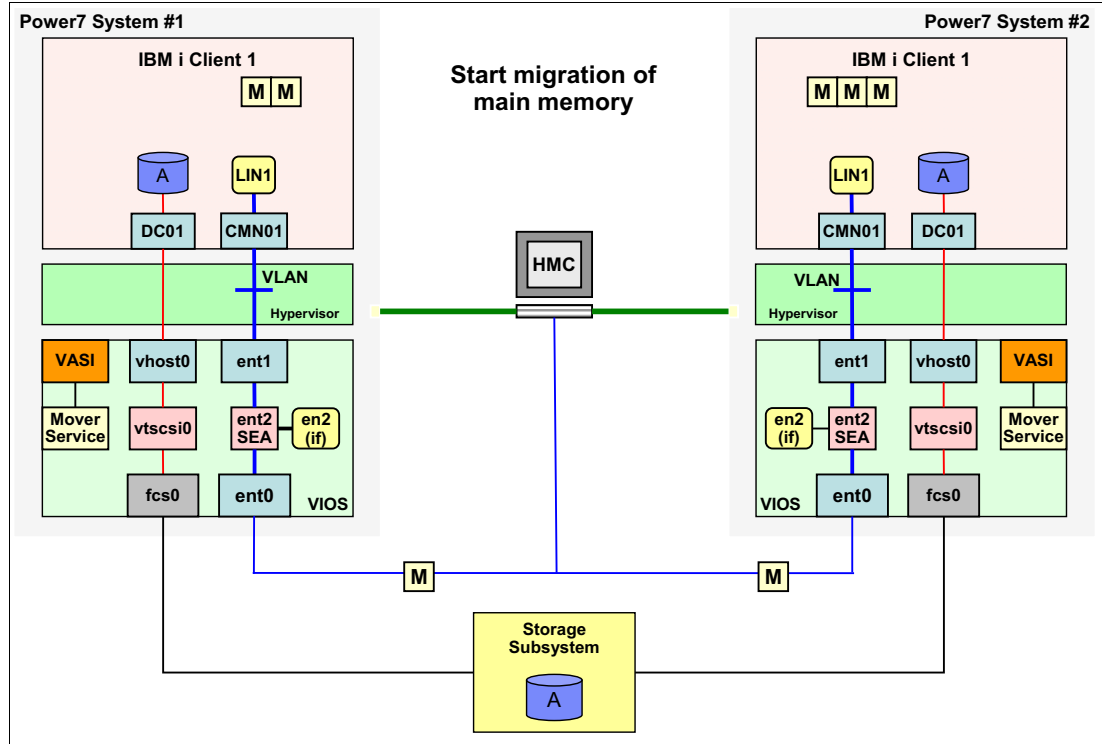 Power7 System #1
Power7 System #2
IBM i Client 1
M M
Start migration of
main memory
IBM i Client 1
M M M
A
LIN1
LIN1
A
DC01
CMN01
CMN01
DC01
HMC
VLAN
Hypervisor
VLAN
Hypervisor
VASI
vhost0
ent1
ent1
vhost0
VASI
Mover
Service
vtscsi0
ent2
SEA
en2
(if)
en2
(if)
ent2
SEA
vtscsi0
Mover
Service
fcs0
ent0
VIOS
VIOS
ent0
fcs0
M
M
Storage
Subsystem
A